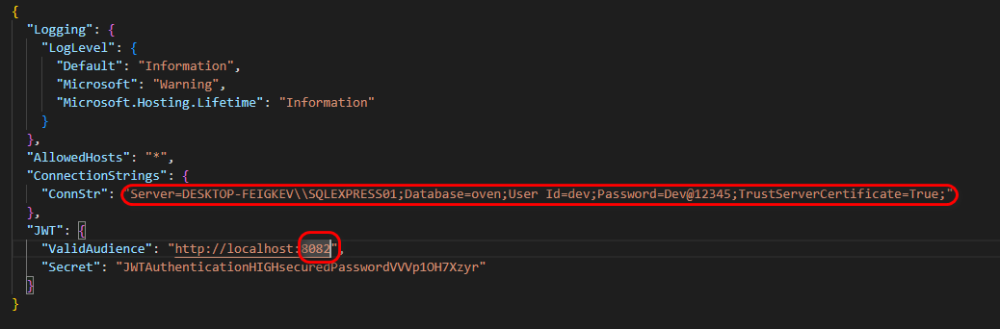 {
"Logging": {
"LogLevel": {
"Default": "Information",
"Microsoft": "Warning",
"Microsoft.Hosting.Lifetime": "Information"
}
},
"AllowedHosts": "*",
"ConnectionStrings": {
"ConnStr": "Server=DESKTOP-FEIGKEV\\SQLEXPRESS01;Database=oven;User Id=dev;Password=Dev@12345;TrustServerCertificate=True;"
},
"JWT": {
"ValidAudience": "http://localhost:8082",
"Secret": "JWTAuthenticationHIGHsecuredPasswordVVVp1OH7Xzyr"
}
}